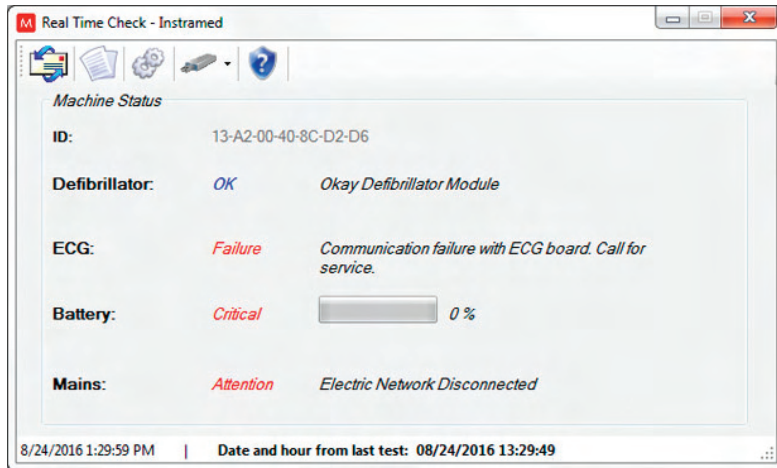 M Real Time Check - Instramed
Machine Status
ID: 13-A2-00-40-8C-D2-D6
Defibrillator: OK Okay Defibrillator Module
ECG: Failure Communication failure with ECG board. Call for
service.
Battery: Critical 0 %
Mains: Attention Electric Network Disconnected
8/24/2016 1:29:59 PM | Date and hour from last test: 08/24/2016 13:29:49